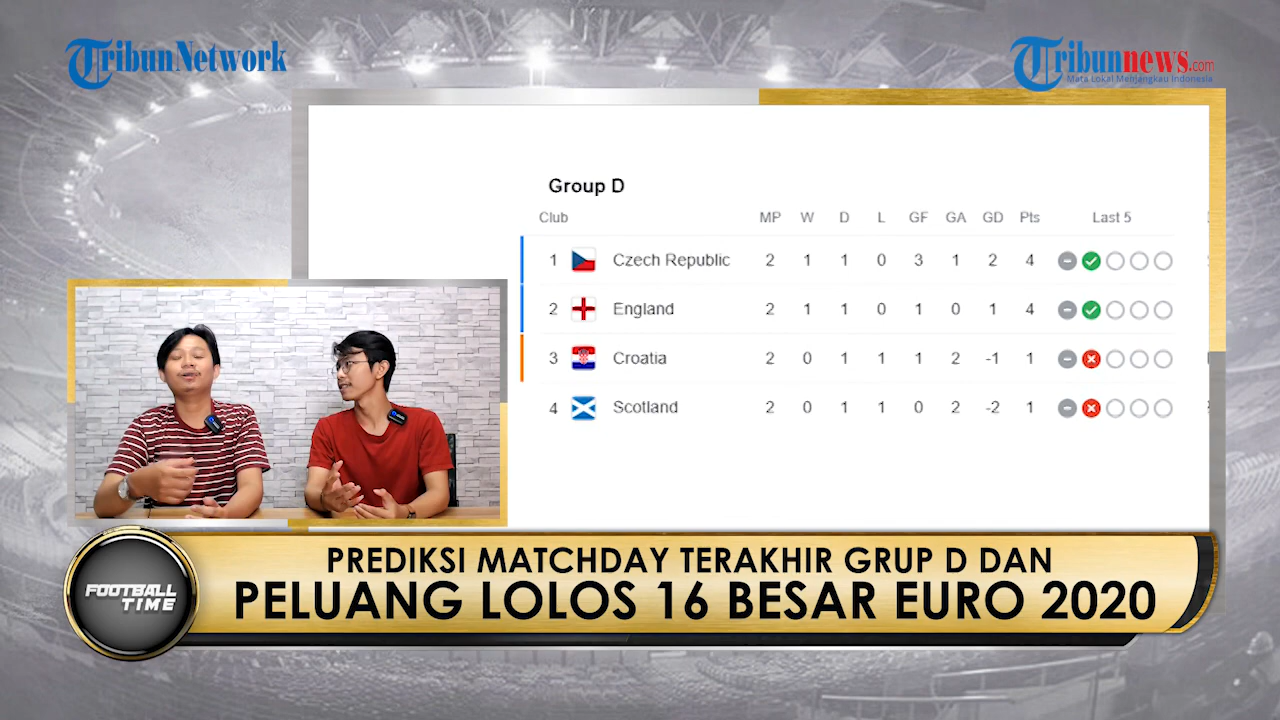 TribunNetwork
Tribunnews.com
Mata Lokal Menjangkau Indonesia
Group D
Club MP W D L GF GA GD Pts Last 5
1 Czech Republic 2 1 1 0 3 1 2 4
2 England 2 1 1 0 1 0 1 4
3 Croatia 2 0 1 1 1 2 -1 1
4 Scotland 2 0 1 1 0 2 -2 1
FOOTBALL
TIME
PREDIKSI MATCHDAY TERAKHIR GRUP D DAN
PELUANG LOLOS 16 BESAR EURO 2020